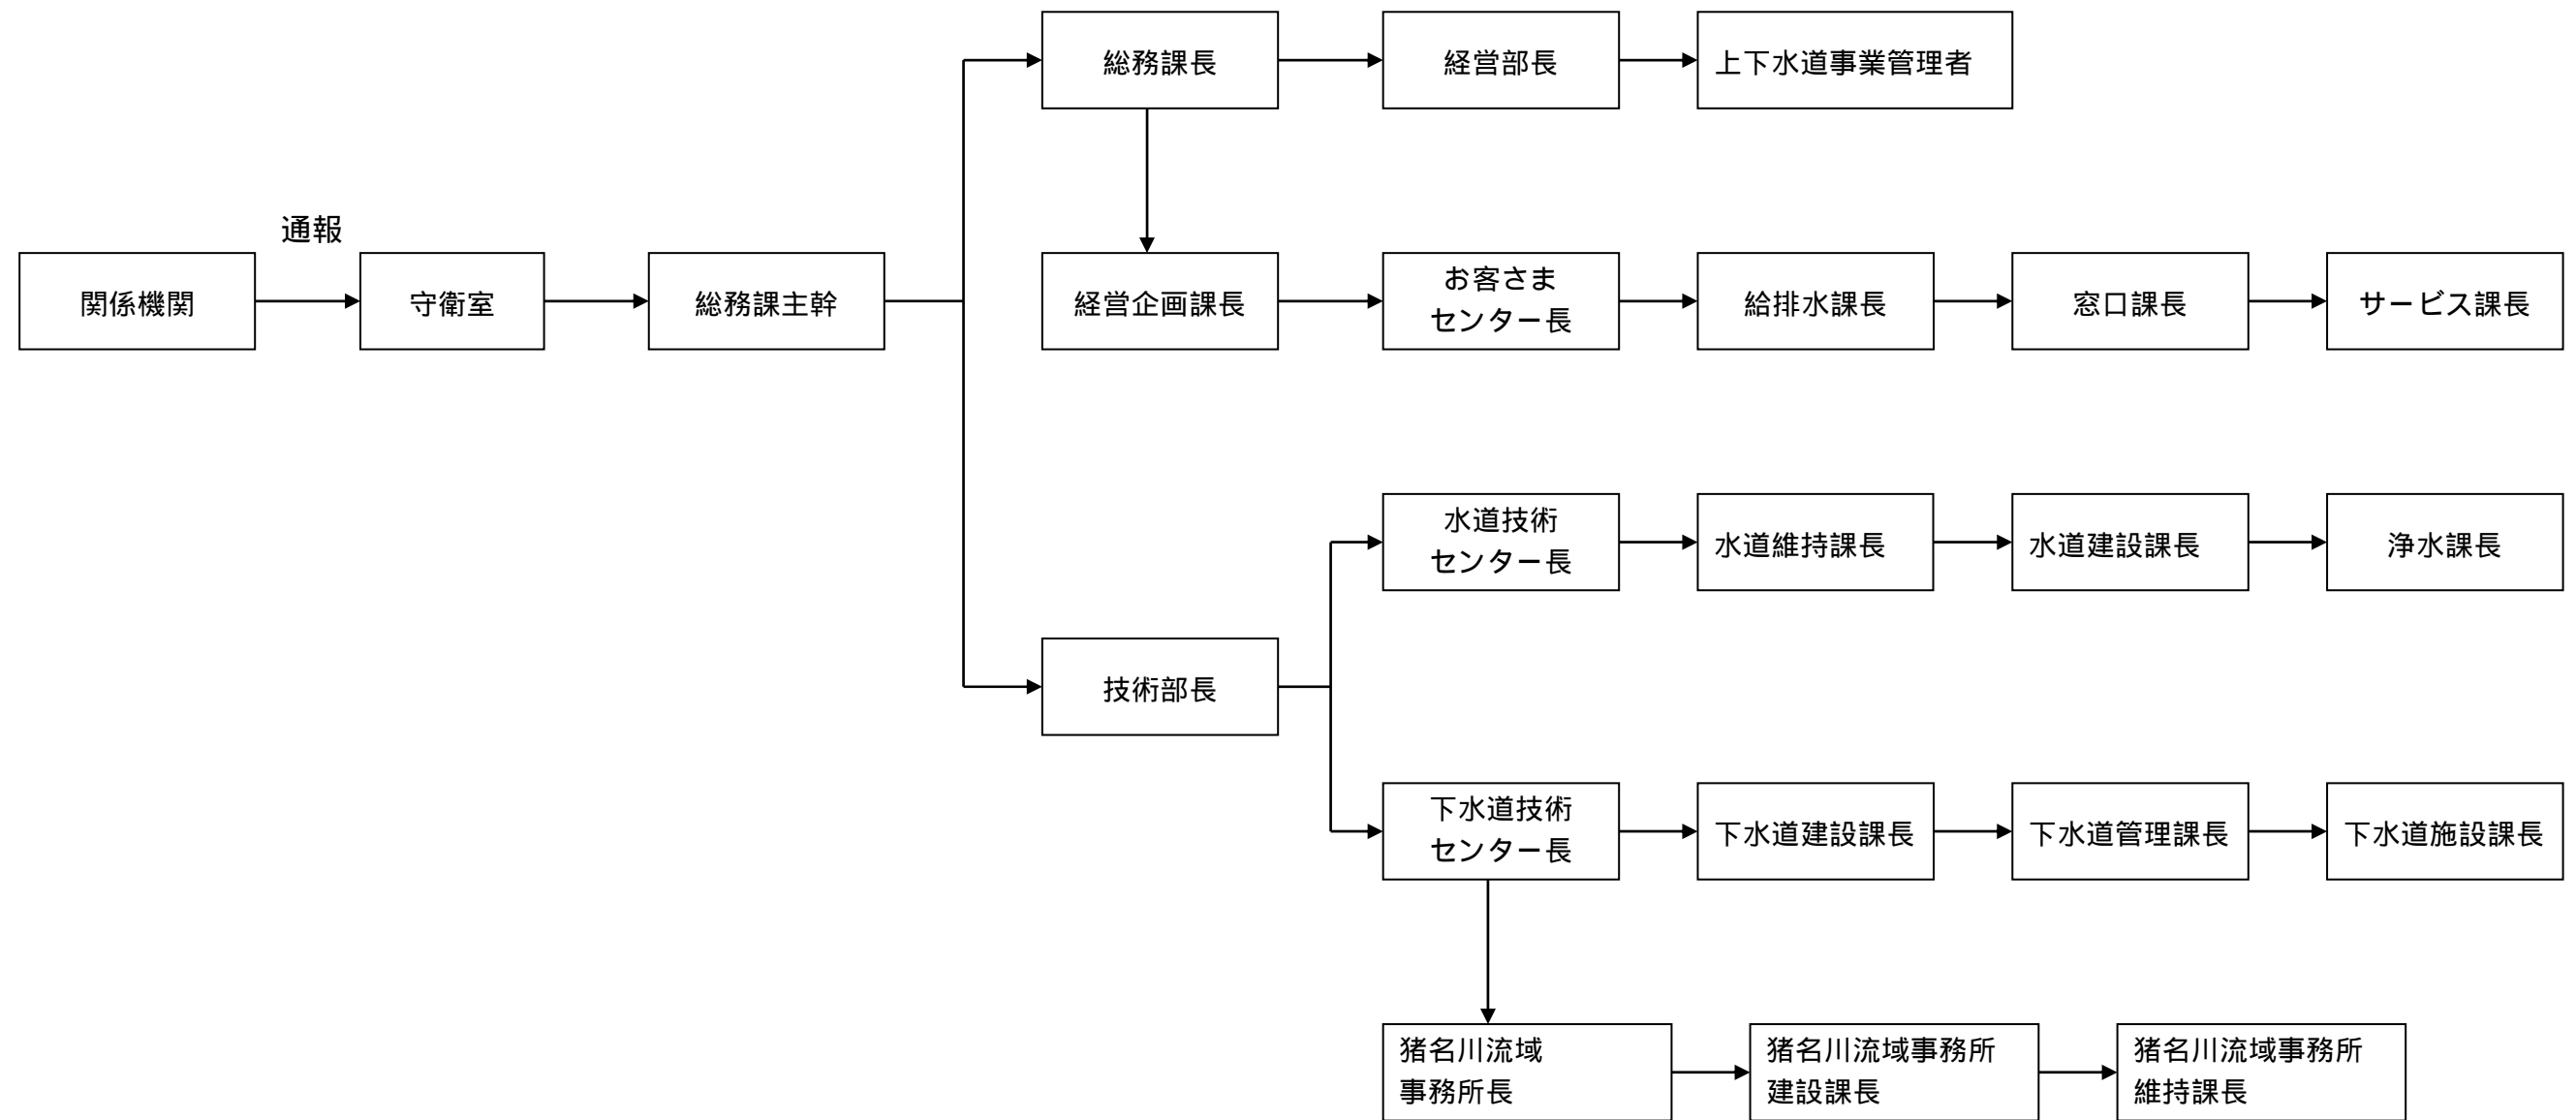 総務課長
経営部長
上下水道事業管理者
通報
関係機関
守衛室
総務課主幹
経営企画課長
お客さま
センター長
給排水課長
窓口課長
サービス課長
水道技術
センター長
水道維持課長
水道建設課長
浄水課長
技術部長
下水道技術
センター長
下水道建設課長
下水道管理課長
下水道施設課長
猪名川流域
事務所長
猪名川流域事務所
建設課長
猪名川流域事務所
維持課長